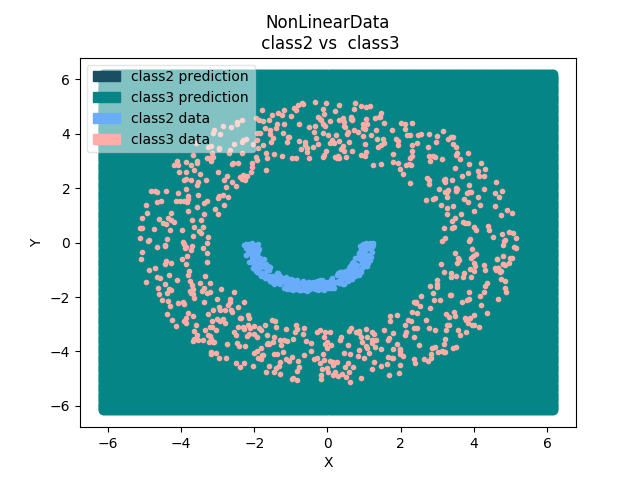 NonLinearData
class2 vs  class3
class2 prediction
class3 prediction
class2 data
class3 data
6
4
2
0
−2
−4
−6
Y
−6 −4 −2 0 2 4 6
X